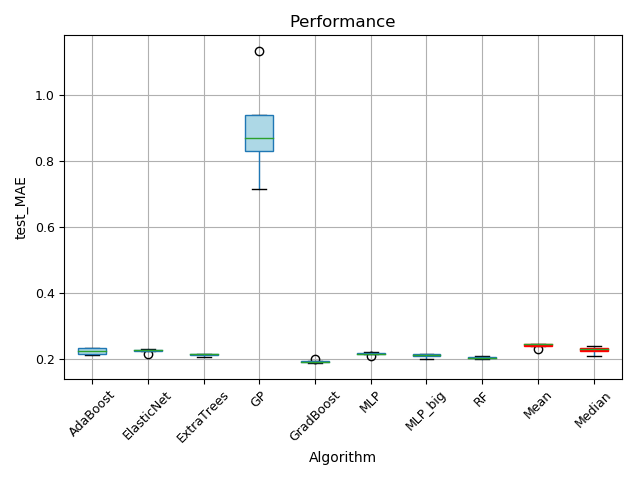 Performance
test_MAE
1.0
0.8
0.6
0.4
0.2
AdaBoost
ElasticNet
ExtraTrees
GP
GradBoost
MLP
MLP_big
RF
Mean
Median
Algorithm